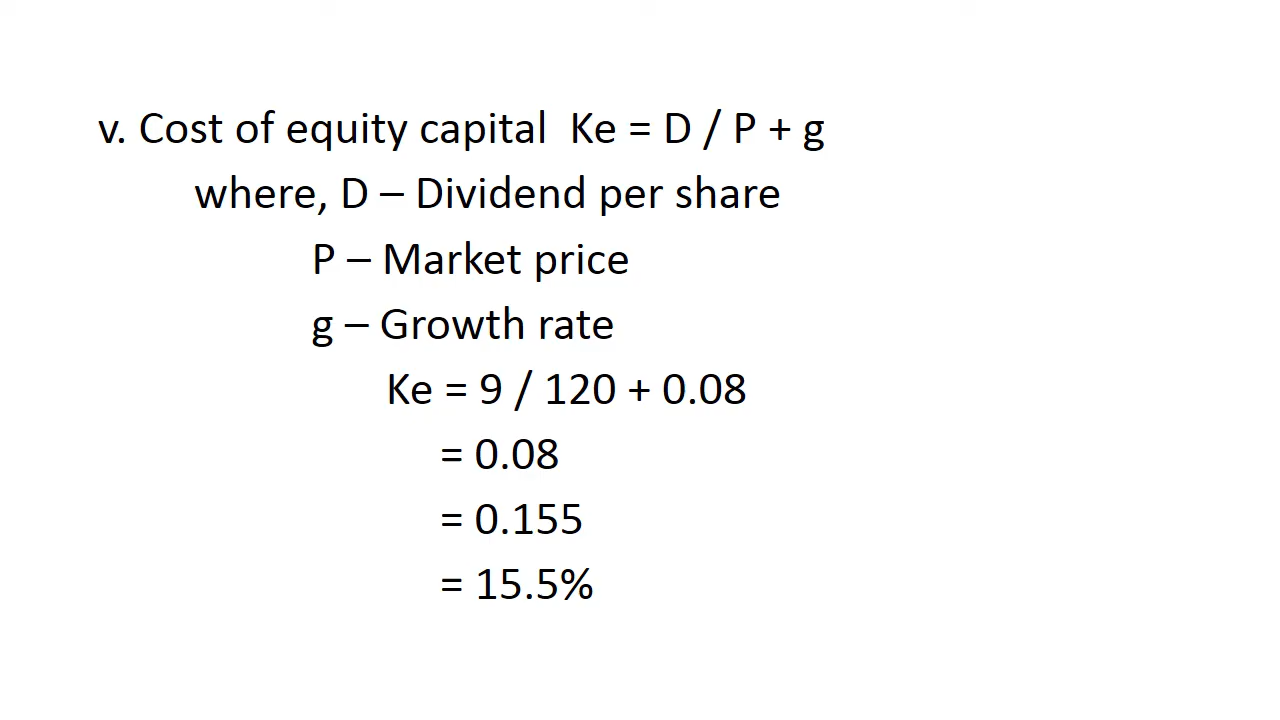 v. Cost of equity capital  Ke = D / P + g
where, D – Dividend per share
P – Market price
g – Growth rate
Ke = 9 / 120 + 0.08
= 0.08
= 0.155
= 15.5%